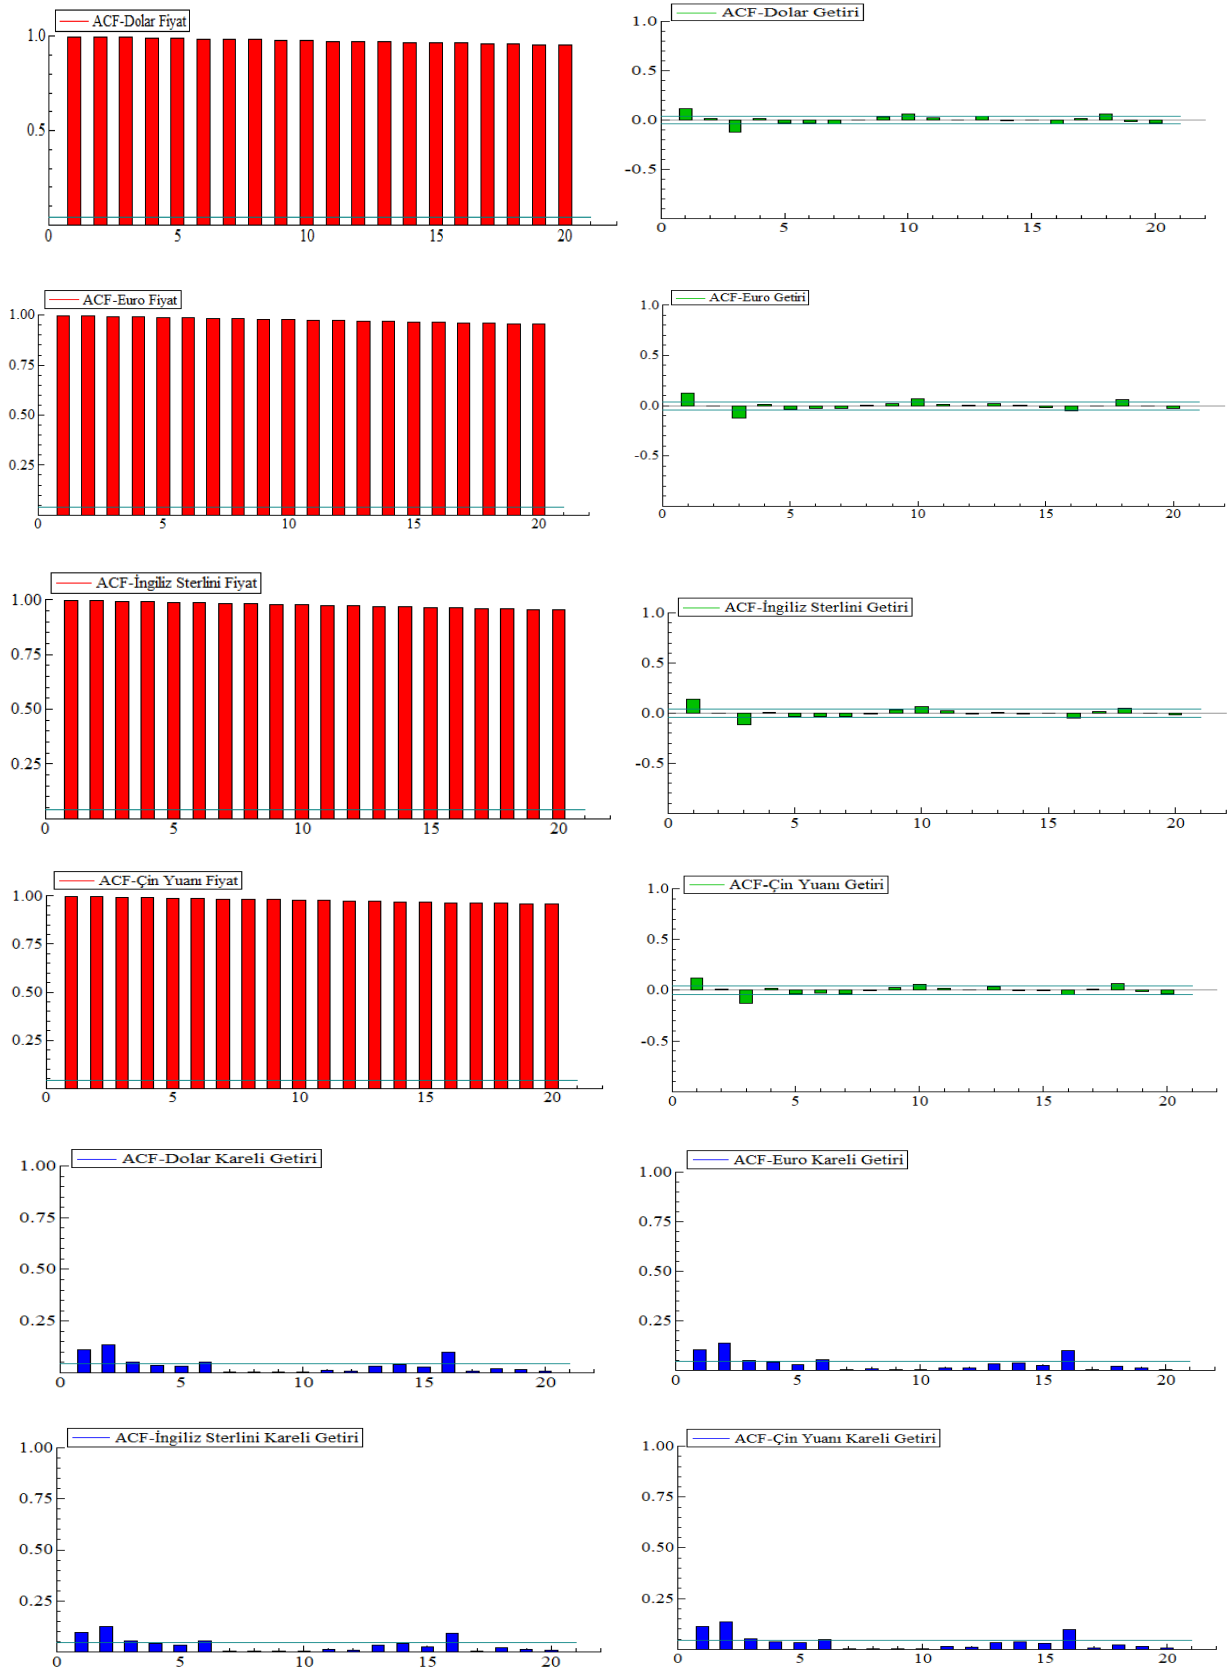 ACF-Dolar Fiyat
1.0
0.5
0 5 10 15 20
ACF-Dolar Getiri
1.0
0.5
0.0
-0.5
0 5 10 15 20
ACF-Euro Fiyat
1.00
0.75
0.50
0.25
0 5 10 15 20
ACF-Euro Getiri
1.0
0.5
0.0
-0.5
0 5 10 15 20
ACF-İngiliz Sterlini Fiyat
1.00
0.75
0.50
0.25
0 5 10 15 20
ACF-İngiliz Sterlini Getiri
1.0
0.5
0.0
-0.5
0 5 10 15 20
ACF-Çin Yuanı Fiyat
1.00
0.75
0.50
0.25
0 5 10 15 20
ACF-Çin Yuanı Getiri
1.0
0.5
0.0
-0.5
0 5 10 15 20
ACF-Dolar Kareli Getiri
1.00
0.75
0.50
0.25
0 5 10 15 20
ACF-Euro Kareli Getiri
1.00
0.75
0.50
0.25
0 5 10 15 20
ACF-İngiliz Sterlini Kareli Getiri
1.00
0.75
0.50
0.25
0 5 10 15 20
ACF-Çin Yuanı Kareli Getiri
1.00
0.75
0.50
0.25
0 5 10 15 20